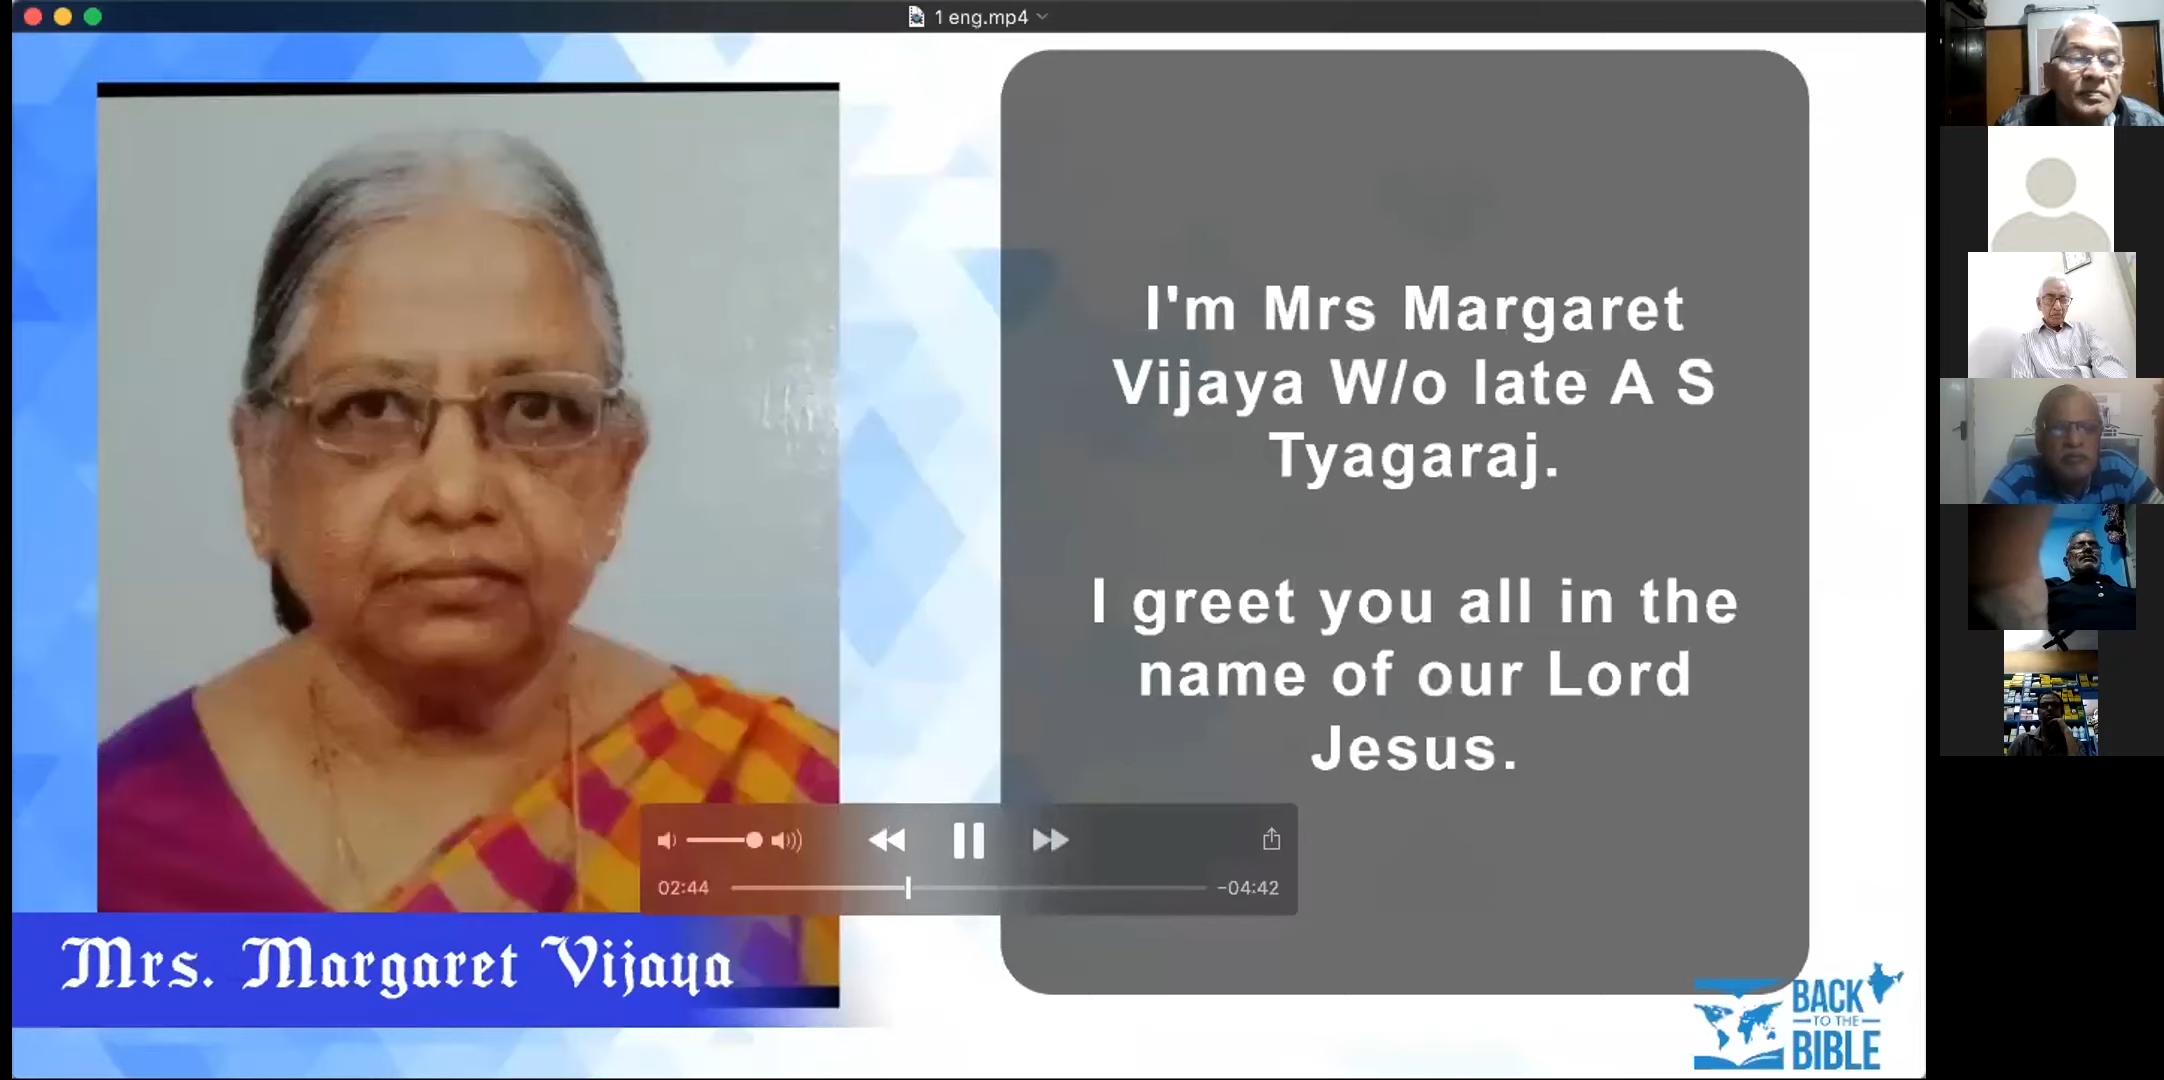 1 eng.mp4
I'm Mrs Margaret
Vijaya W/o late A S
Tyagaraj.
I greet you all in the
name of our Lord
Jesus.
02:44
-04:42
Mrs. Margaret Vijaya
BACK
TO THE
BIBLE